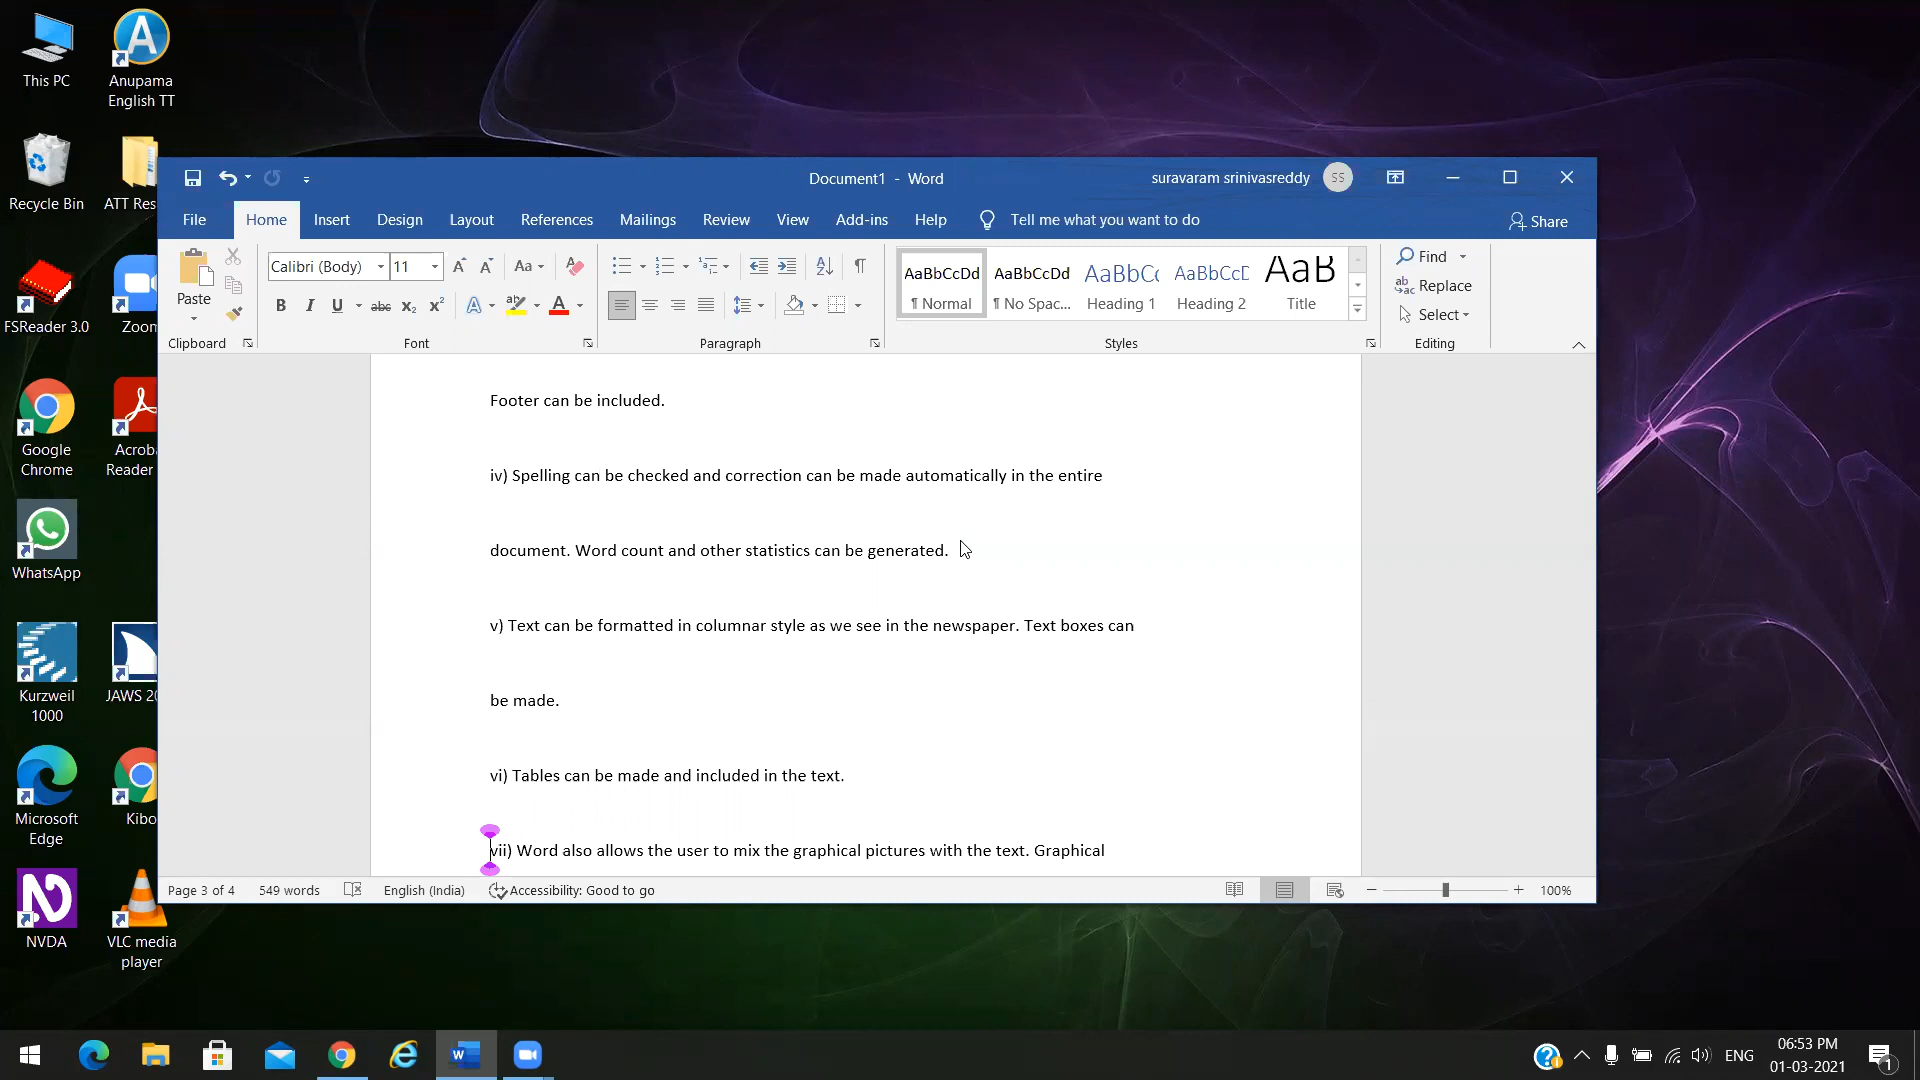 This PC
Anupama
English TT
Recycle Bin
ATT Res
FSReader 3.0
Zoom
Google
Chrome
Acroba
Reader
WhatsApp
Kurzweil
1000
JAWS 20
Microsoft
Edge
Kibo
NVDA
VLC media
player
Document1 - Word
suravaram srinivasreddy
SS
File
Home
Insert
Design
Layout
References
Mailings
Review
View
Add-ins
Help
Tell me what you want to do
Share
Paste
Clipboard
Calibri (Body)
11
Aa
B I U abc x₂ x² A A
Font
Paragraph
AaBbCcDd
¶ Normal
AaBbCcDd
¶ No Spac...
AaBbCc
Heading 1
AaBbCcD
Heading 2
AaB
Title
Styles
Find
Replace
Select
Editing
Footer can be included.
iv) Spelling can be checked and correction can be made automatically in the entire
document. Word count and other statistics can be generated.
v) Text can be formatted in columnar style as we see in the newspaper. Text boxes can
be made.
vi) Tables can be made and included in the text.
vii) Word also allows the user to mix the graphical pictures with the text. Graphical
Page 3 of 4
549 words
English (India)
Accessibility: Good to go
100%
ENG
06:53 PM
01-03-2021
1